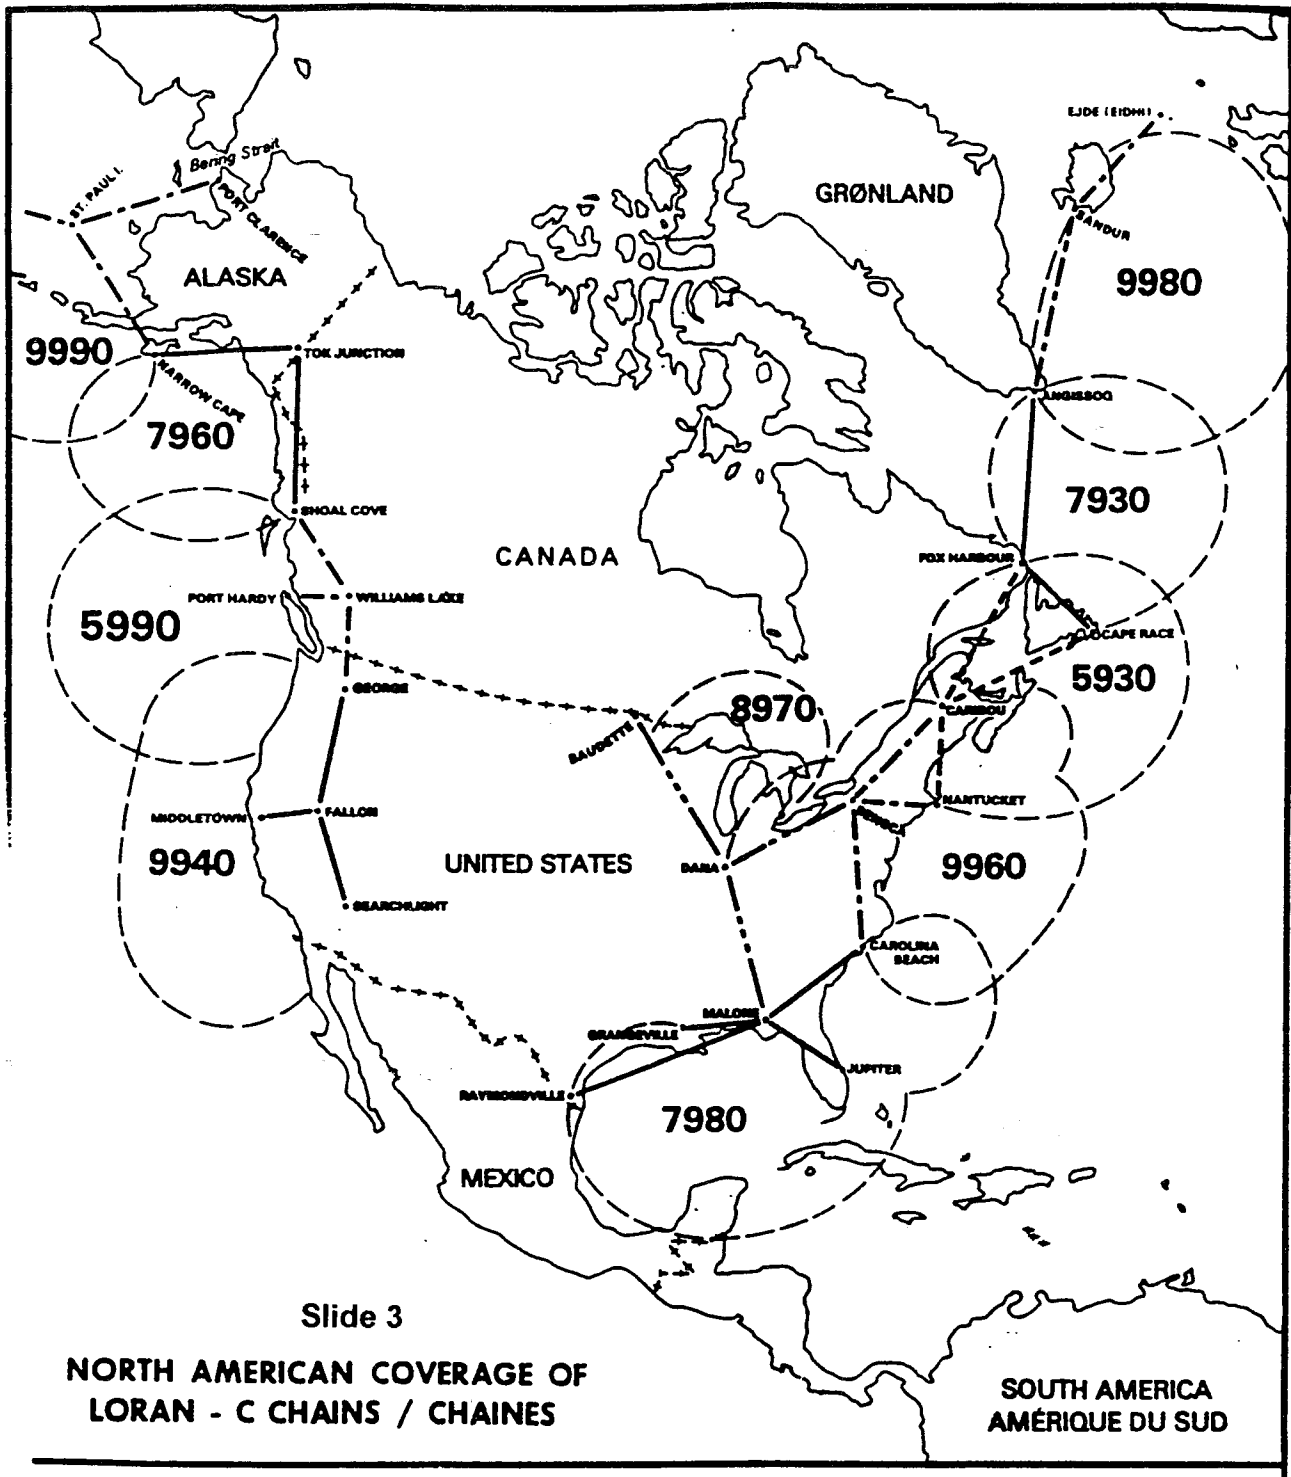 EJDE (EIDHI)
Bering Strait
ST. PAUL I.
PORT CLARENCE
GRØNLAND
SANDUR
ALASKA
9980
9990
TOK JUNCTION
NARROW CAPE
ANGISSOQ
7960
7930
SHOAL COVE
CANADA
FOX HARBOUR
PORT HARDY
WILLIAMS LAKE
5990
CAPE RACE
5930
GEORGE
8970
CARIBOU
BAUDETTE
NANTUCKET
MIDDLETOWN
FALLON
SENECA
9940
UNITED STATES
DANA
9960
SEARCHLIGHT
CAROLINA
BEACH
MALONE
GRANGEVILLE
JUPITER
RAYMONDVILLE
7980
MEXICO
Slide 3
NORTH AMERICAN COVERAGE OF
LORAN - C CHAINS / CHAINES
SOUTH AMERICA
AMÉRIQUE DU SUD